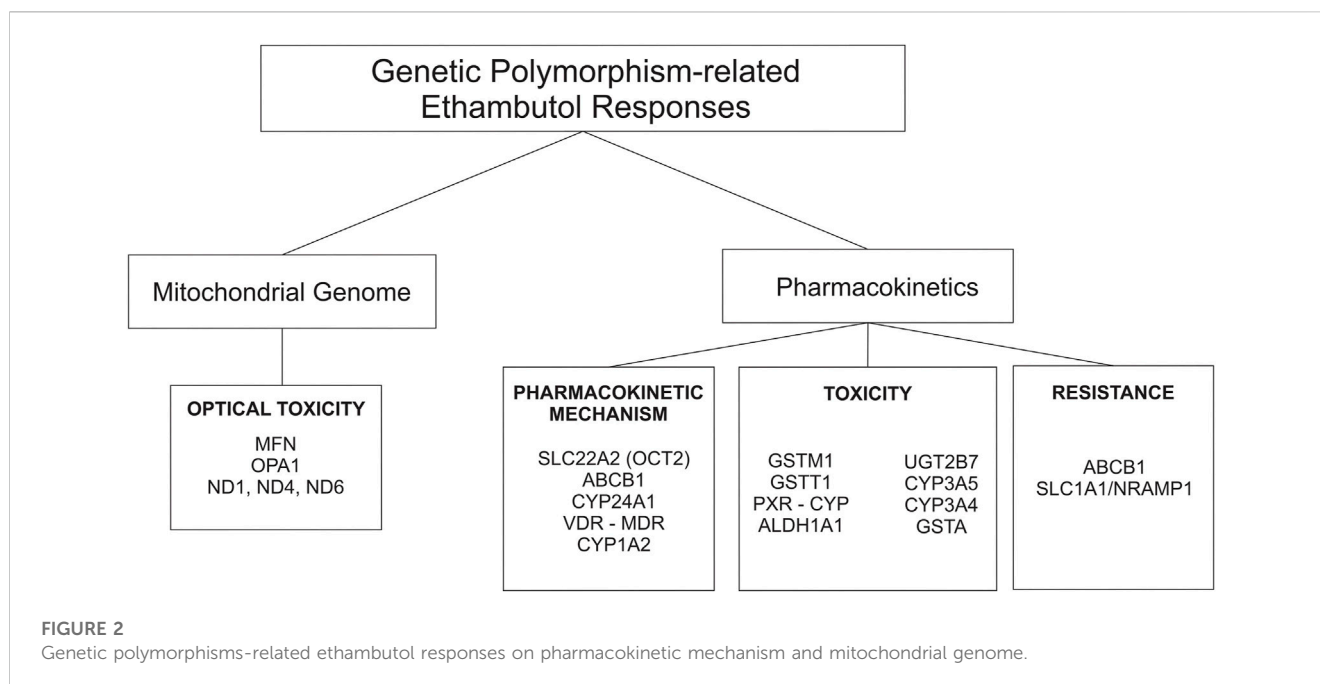 Genetic Polymorphism-related
Ethambutol Responses
Mitochondrial Genome
Pharmacokinetics
OPTICAL TOXICITY
MFN
OPA1
ND1, ND4, ND6
PHARMACOKINETIC
MECHANISM
SLC22A2 (OCT2)
ABCB1
CYP24A1
VDR - MDR
CYP1A2
TOXICITY
GSTM1
GSTT1
PXR - CYP
ALDH1A1
UGT2B7
CYP3A5
CYP3A4
GSTA
RESISTANCE
ABCB1
SLC1A1/NRAMP1
FIGURE 2
Genetic polymorphisms-related ethambutol responses on pharmacokinetic mechanism and mitochondrial genome.